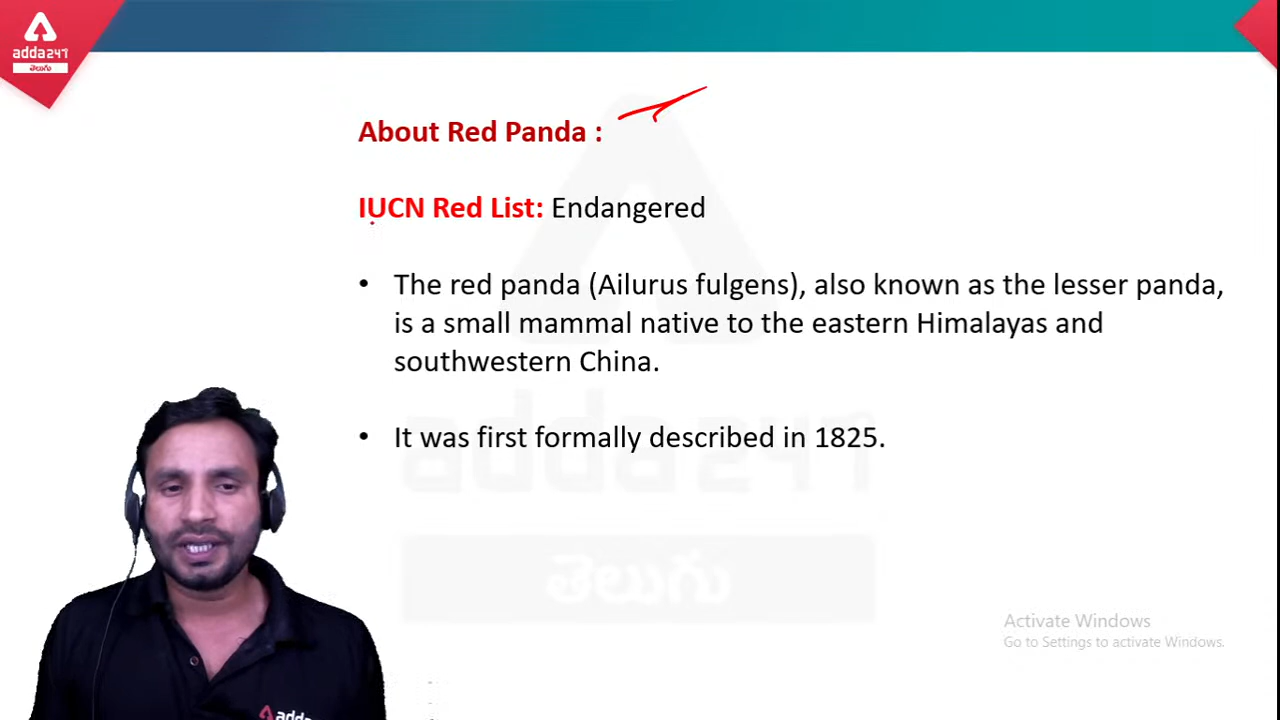 adda247
తెలుగు
About Red Panda :
IUCN Red List: Endangered
• The red panda (Ailurus fulgens), also known as the lesser panda,
is a small mammal native to the eastern Himalayas and
southwestern China.
• It was first formally described in 1825.
adda247
తెలుగు
Activate Windows
Go to Settings to activate Windows.
adda